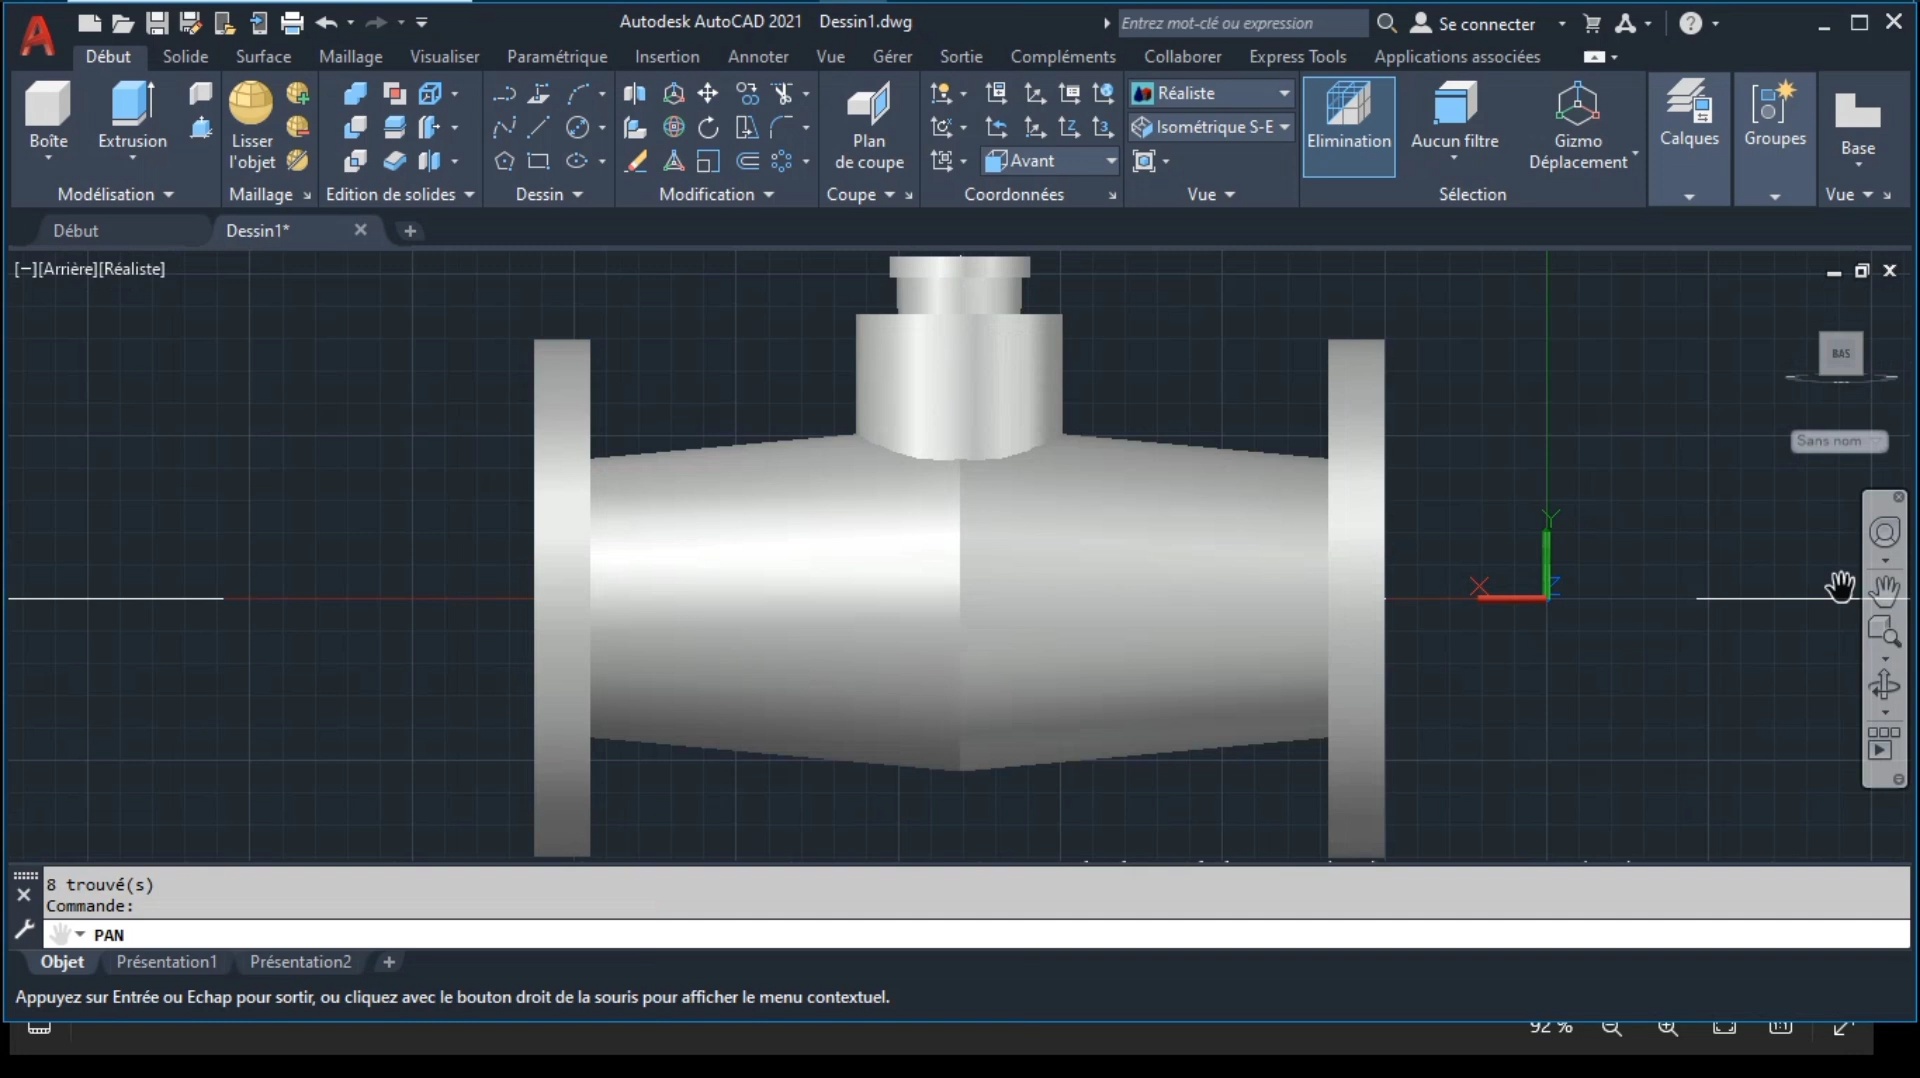 Autodesk AutoCAD 2021 Dessin1.dwg
Entrez mot-clé ou expression
Se connecter
Début Solide Surface Maillage Visualiser Paramétrique Insertion Annoter Vue Gérer Sortie Compléments Collaborer Express Tools Applications associées
Boîte
Extrusion
Lisser
l'objet
Plan
de coupe
Réaliste
Isométrique S-E
Avant
Elimination
Aucun filtre
Gizmo
Déplacement
Calques
Groupes
Base
Modélisation Maillage Edition de solides Dessin Modification Coupe Coordonnées Vue Sélection Vue
Début Dessin1*
[−][Arrière][Réaliste]
BAS
Sans nom
Y
X Z
8 trouvé(s)
Commande:
PAN
Objet Présentation1 Présentation2
Appuyez sur Entrée ou Echap pour sortir, ou cliquez avec le bouton droit de la souris pour afficher le menu contextuel.
92 %